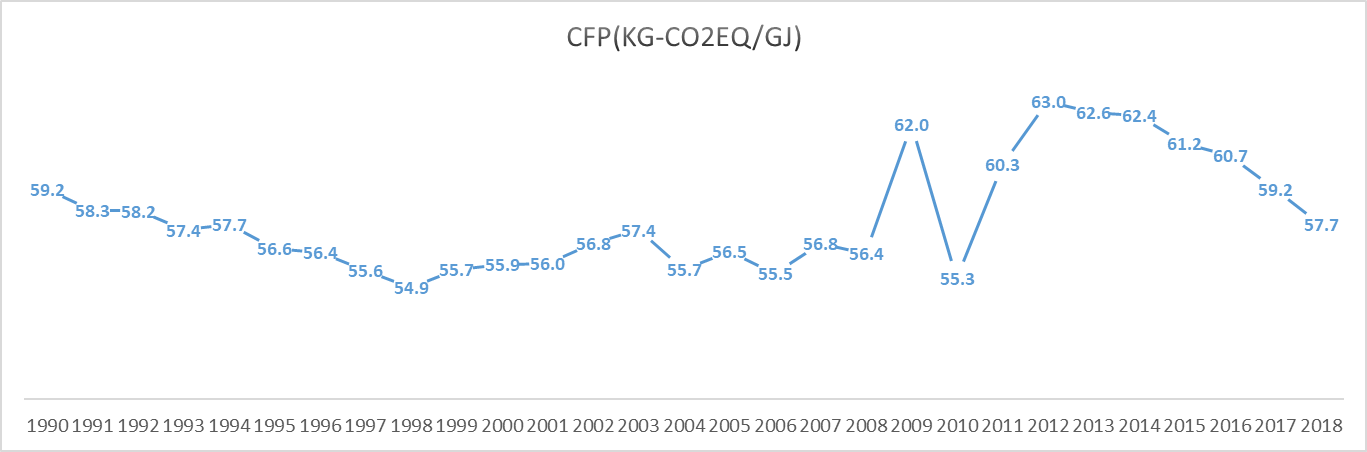 CFP(KG-CO2EQ/GJ)
59.2 58.3 58.2 57.4 57.7 56.6 56.4 55.6 54.9 55.7 55.9 56.0 56.8 57.4 55.7 56.5 55.5 56.8 56.4 62.0 55.3 60.3 63.0 62.6 62.4 61.2 60.7 59.2 57.7
1990 1991 1992 1993 1994 1995 1996 1997 1998 1999 2000 2001 2002 2003 2004 2005 2006 2007 2008 2009 2010 2011 2012 2013 2014 2015 2016 2017 2018